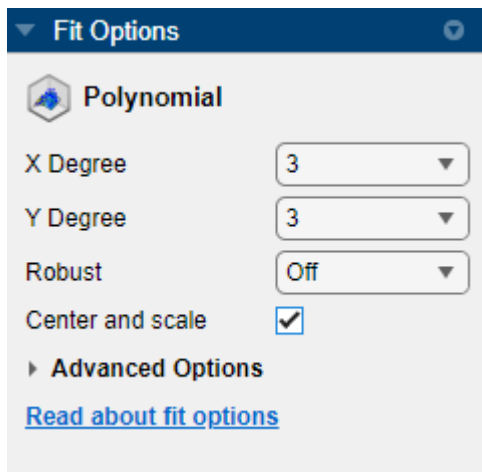 Fit Options
Polynomial
X Degree 3
Y Degree 3
Robust Off
Center and scale
Advanced Options
Read about fit options